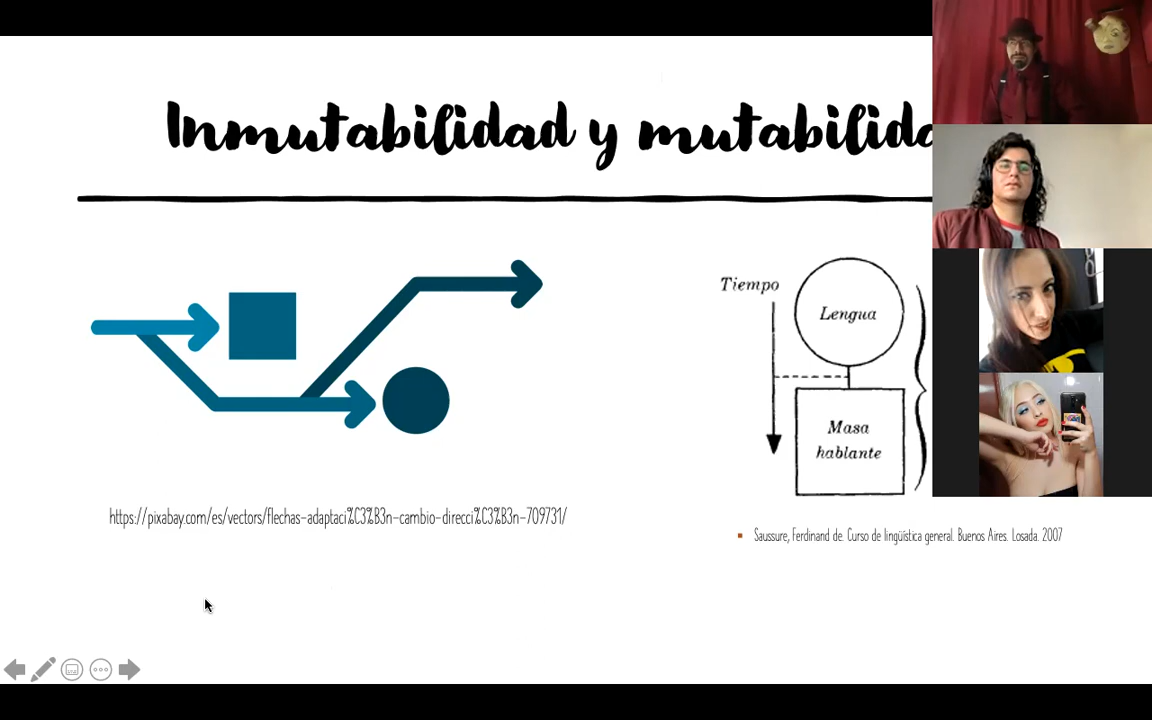 Inmutabilidad y mutabilida
Tiempo
Lengua
Masa
hablante
https://pixabay.com/es/vectors/flechas-adaptaci%C3%B3n-cambio-direcci%C3%B3n-709731/
Saussure, Ferdinand de. Curso de lingüística general. Buenos Aires. Losada. 2007